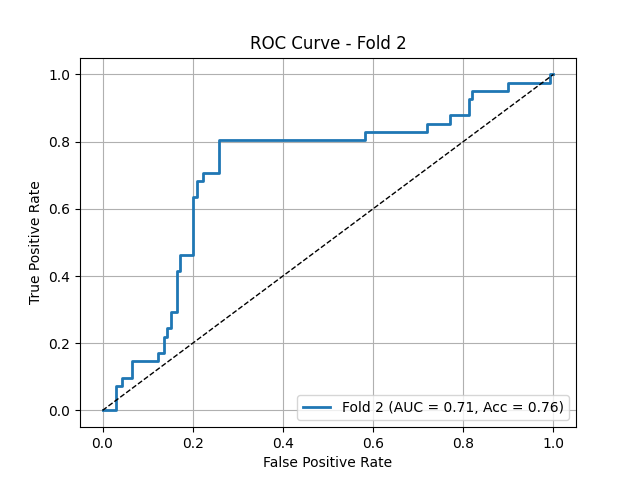 ROC Curve - Fold 2
True Positive Rate
1.0
0.8
0.6
0.4
0.2
0.0
Fold 2 (AUC = 0.71, Acc = 0.76)
0.0 0.2 0.4 0.6 0.8 1.0
False Positive Rate